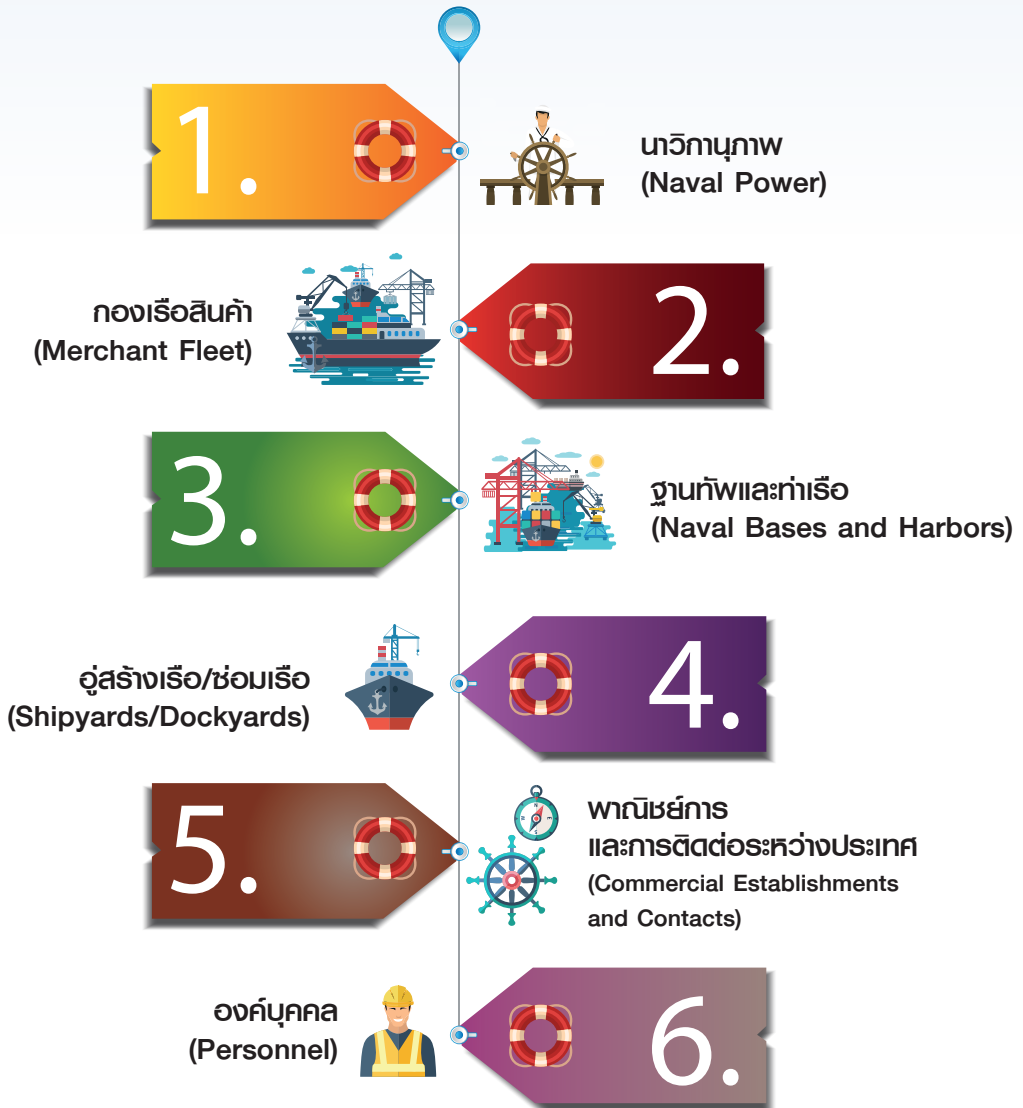 1.
นาวิกานุภาพ
(Naval Power)
กองเรือสินค้า
(Merchant Fleet)
2.
3.
ฐานทัพและท่าเรือ
(Naval Bases and Harbors)
อู่สร้างเรือ/ซ่อมเรือ
(Shipyards/Dockyards)
4.
5.
พาณิชย์การ
และการติดต่อระหว่างประเทศ
(Commercial Establishments
and Contacts)
องค์บุคคล
(Personnel)
6.